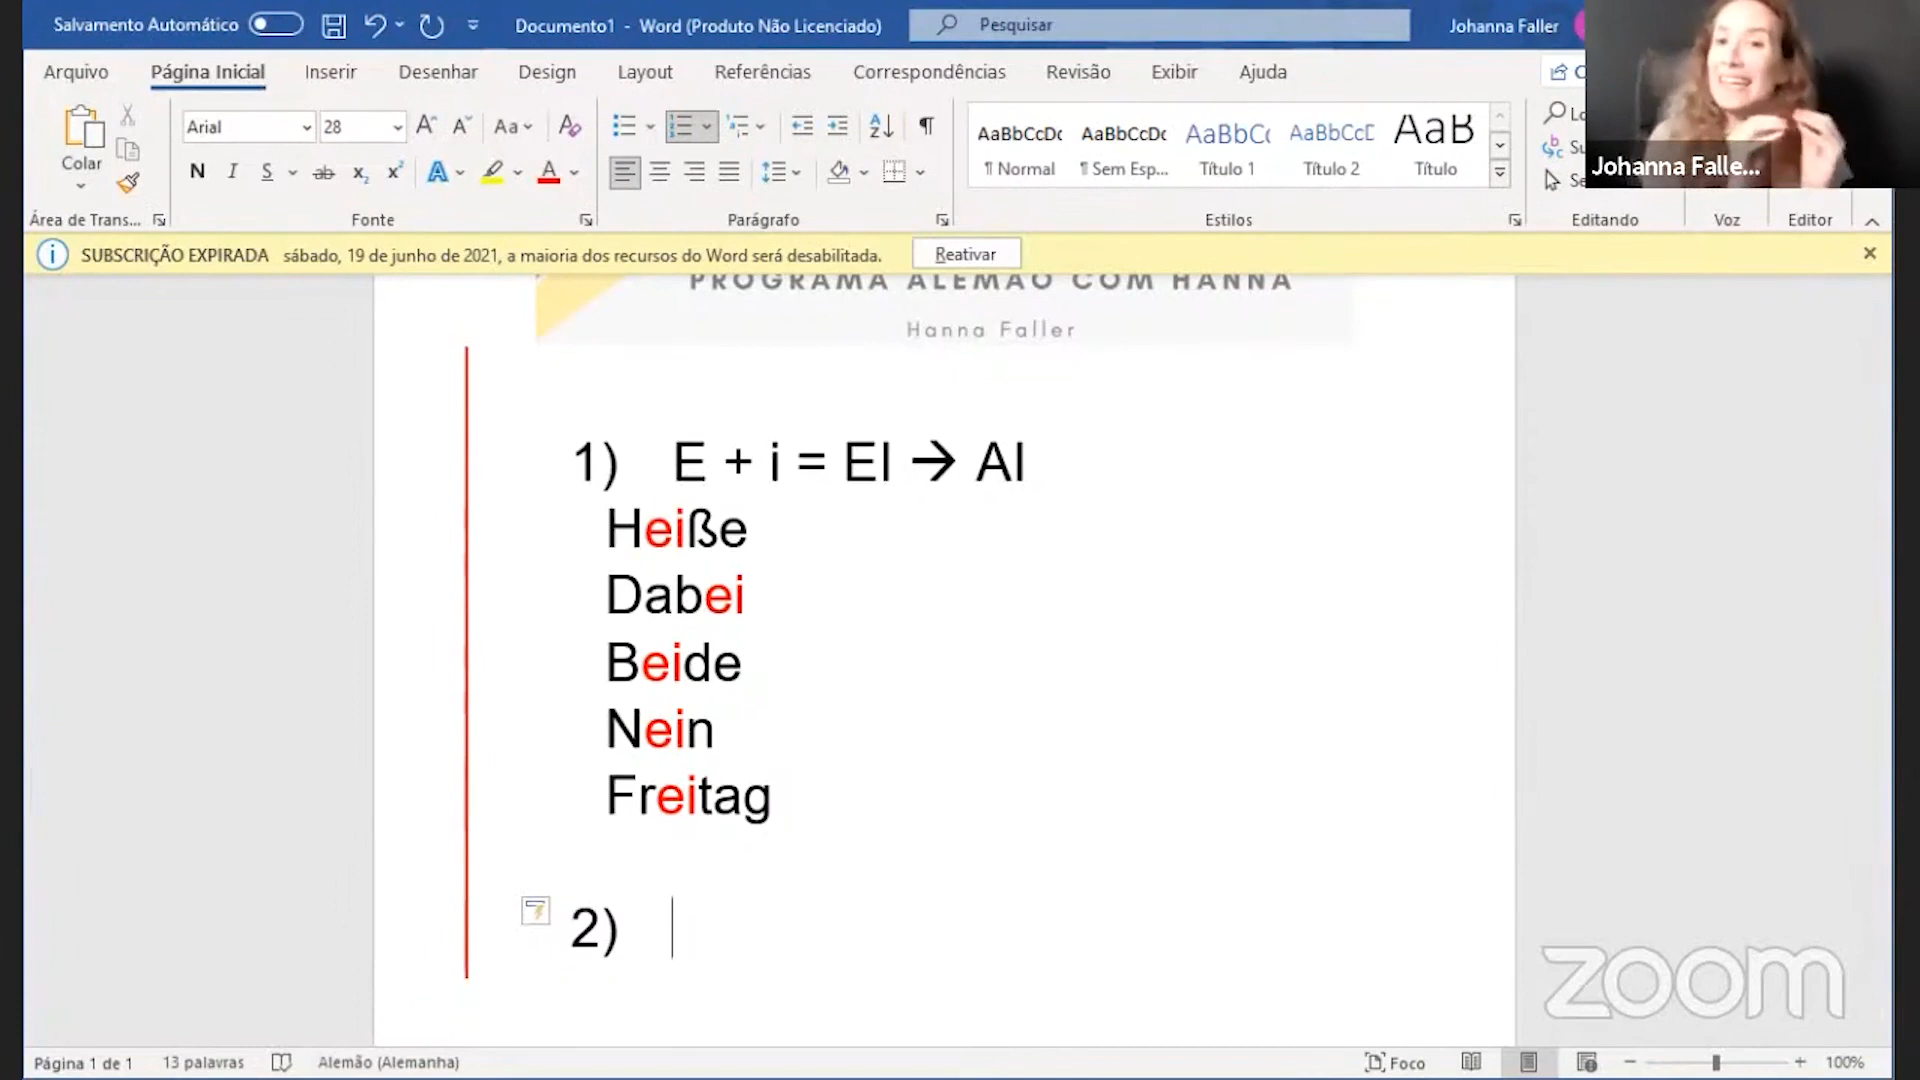 Salvamento Automático
Documento1 - Word (Produto Não Licenciado)
Pesquisar
Johanna Faller
Arquivo Página Inicial Inserir Desenhar Design Layout Referências Correspondências Revisão Exibir Ajuda
Colar
Arial 28
N I S ab
AaBbCcDc AaBbCcDc AaBbC AaBbCcD AaB
¶ Normal ¶ Sem Esp... Título 1 Título 2 Título
Johanna Falle...
Área de Trans... Fonte Parágrafo Estilos Editando Voz Editor
SUBSCRIÇÃO EXPIRADA sábado, 19 de junho de 2021, a maioria dos recursos do Word será desabilitada. Reativar
PROGRAMA ALEMÃO COM HANNA
Hanna Faller
1) E + i = EI → AI
Heiße
Dabei
Beide
Nein
Freitag
2)
zoom
Página 1 de 1 13 palavras Alemão (Alemanha) Foco 100%